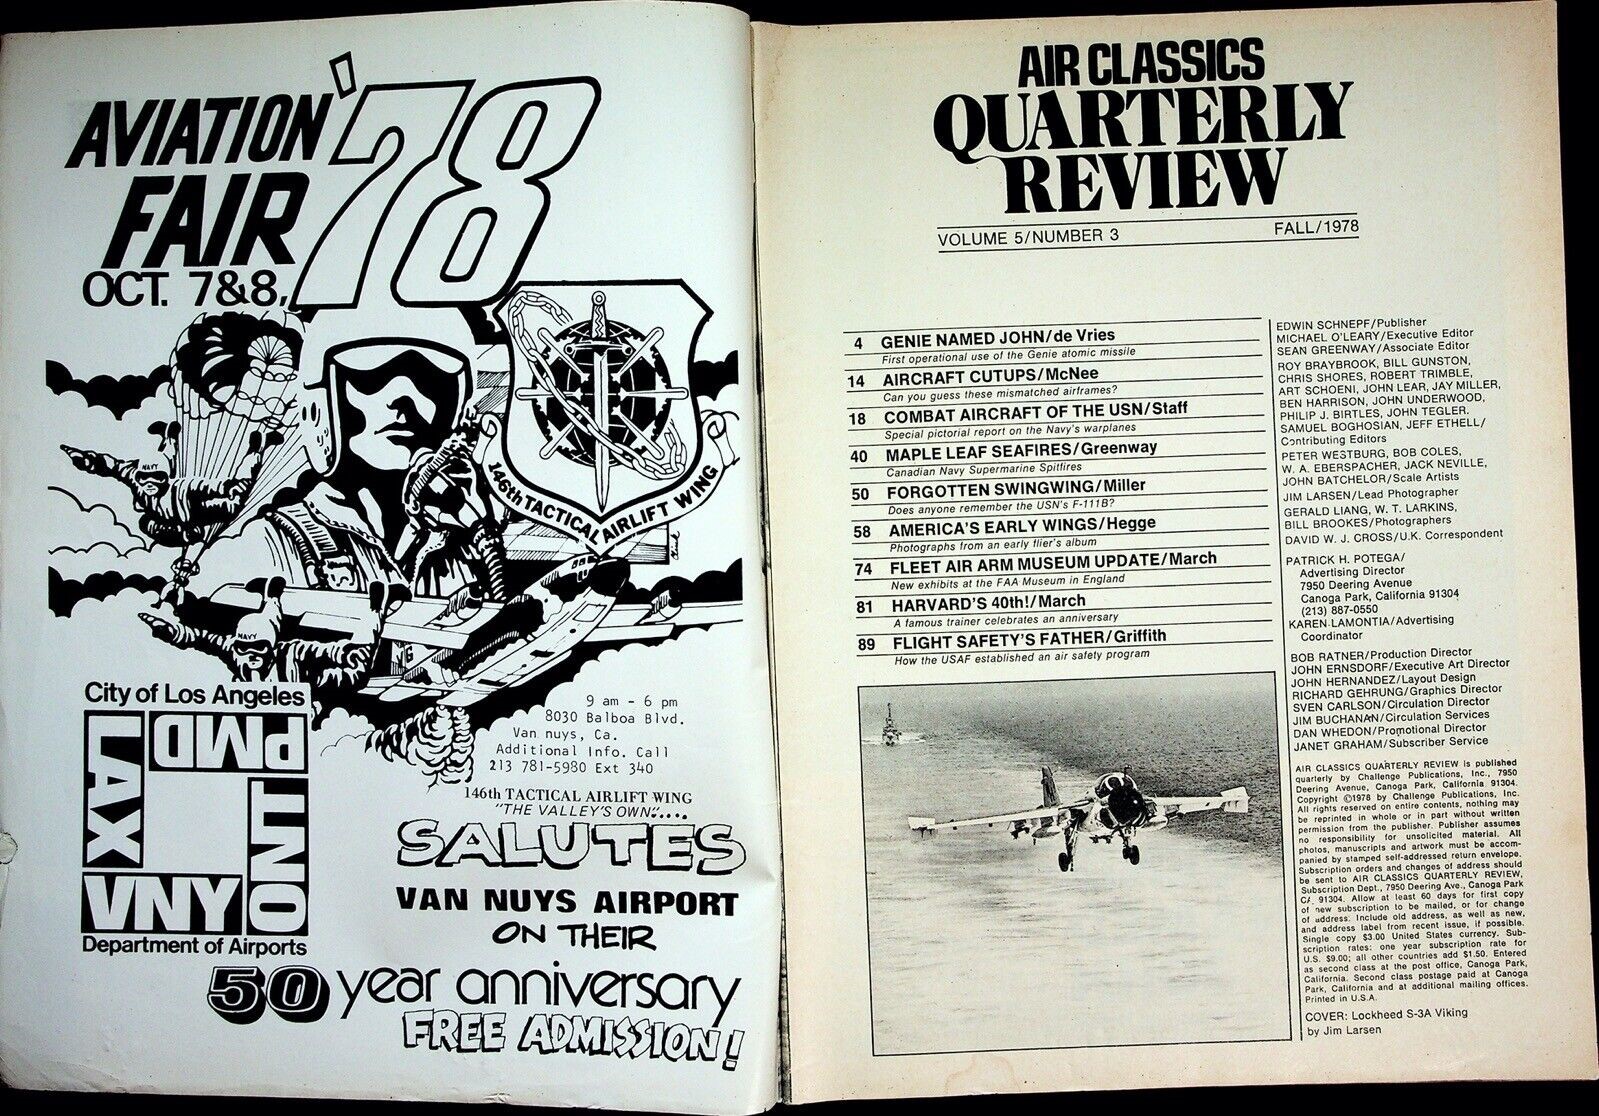 AVIATION '78
FAIR
OCT. 7&8,
146th TACTICAL AIRLIFT WING
NAVY
NAVY
VG
City of Los Angeles
PMD
LAX
ONT
VNY
Department of Airports
9 am - 6 pm
8030 Balboa Blvd.
Van nuys, Ca.
Additional Info. Call
213 781-5980 Ext 340
146th TACTICAL AIRLIFT WING
"THE VALLEY'S OWN".....
SALUTES
VAN NUYS AIRPORT
ON THEIR
50 year anniversary
FREE ADMISSION!
AIR CLASSICS
QUARTERLY
REVIEW
VOLUME 5/NUMBER 3 FALL/1978
4 GENIE NAMED JOHN/de Vries
First operational use of the Genie atomic missile
14 AIRCRAFT CUTUPS/McNee
Can you guess these mismatched airframes?
18 COMBAT AIRCRAFT OF THE USN/Staff
Special pictorial report on the Navy's warplanes
40 MAPLE LEAF SEAFIRES/Greenway
Canadian Navy Supermarine Spitfires
50 FORGOTTEN SWINGWING/Miller
Does anyone remember the USN's F-111B?
58 AMERICA'S EARLY WINGS/Hegge
Photographs from an early flier's album
74 FLEET AIR ARM MUSEUM UPDATE/March
New exhibits at the FAA Museum in England
81 HARVARD'S 40th!/March
A famous trainer celebrates an anniversary
89 FLIGHT SAFETY'S FATHER/Griffith
How the USAF established an air safety program
EDWIN SCHNEPF/Publisher
MICHAEL O'LEARY/Executive Editor
SEAN GREENWAY/Associate Editor
ROY BRAYBROOK, BILL GUNSTON,
CHRIS SHORES, ROBERT TRIMBLE,
ART SCHOENI, JOHN LEAR, JAY MILLER,
BEN HARRISON, JOHN UNDERWOOD,
PHILIP J. BIRTLES, JOHN TEGLER.
SAMUEL BOGHOSIAN, JEFF ETHELL/
Contributing Editors
PETER WESTBURG, BOB COLES,
W. A. EBERSPACHER, JACK NEVILLE,
JOHN BATCHELOR/Scale Artists
JIM LARSEN/Lead Photographer
GERALD LIANG, W. T. LARKINS,
BILL BROOKES/Photographers
DAVID W. J. CROSS/U.K. Correspondent
PATRICK H. POTEGA/
Advertising Director
7950 Deering Avenue
Canoga Park, California 91304
(213) 887-0550
KAREN LAMONTIA/Advertising
Coordinator
BOB RATNER/Production Director
JOHN ERNSDORF/Executive Art Director
JOHN HERNANDEZ/Layout Design
RICHARD GEHRUNG/Graphics Director
SVEN CARLSON/Circulation Director
JIM BUCHANAN/Circulation Services
DAN WHEDON/Promotional Director
JANET GRAHAM/Subscriber Service
AIR CLASSICS QUARTERLY REVIEW is published
quarterly by Challenge Publications, Inc., 7950
Deering Avenue, Canoga Park, California 91304.
Copyright ©1978 by Challenge Publications, Inc.
All rights reserved on entire contents, nothing may
be reprinted in whole or in part without written
permission from the publisher. Publisher assumes
no responsibility for unsolicited material. All
photos, manuscripts and artwork must be accom-
panied by stamped self-addressed return envelope.
Subscription orders and changes of address should
be sent to AIR CLASSICS QUARTERLY REVIEW,
Subscription Dept., 7950 Deering Ave., Canoga Park
CA. 91304. Allow at least 60 days for first copy
of new subscription to be mailed, or for change
of address. Include old address, as well as new,
and address label from recent issue, if possible.
Single copy $3.00 United States currency. Sub-
scription rates: one year subscription rate for
U.S. $9.00; all other countries add $1.50. Entered
as second class at the post office, Canoga Park,
California. Second class postage paid at Canoga
Park, California and at additional mailing offices.
Printed in U.S.A.
COVER: Lockheed S-3A Viking
by Jim Larsen